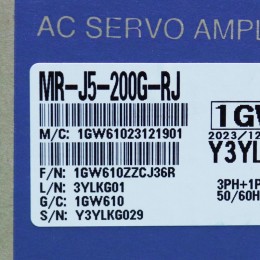 AC SERVO AMPL
MR-J5-200G-RJ
M/C: 1GW61023121901
1GW
2023/12
Y3YL
F/N: 1GW610ZZCJ36R
L/N: 3YLKG01
G/C: 1GW610
S/N: Y3YLKG029
3PH+1P
50/60H